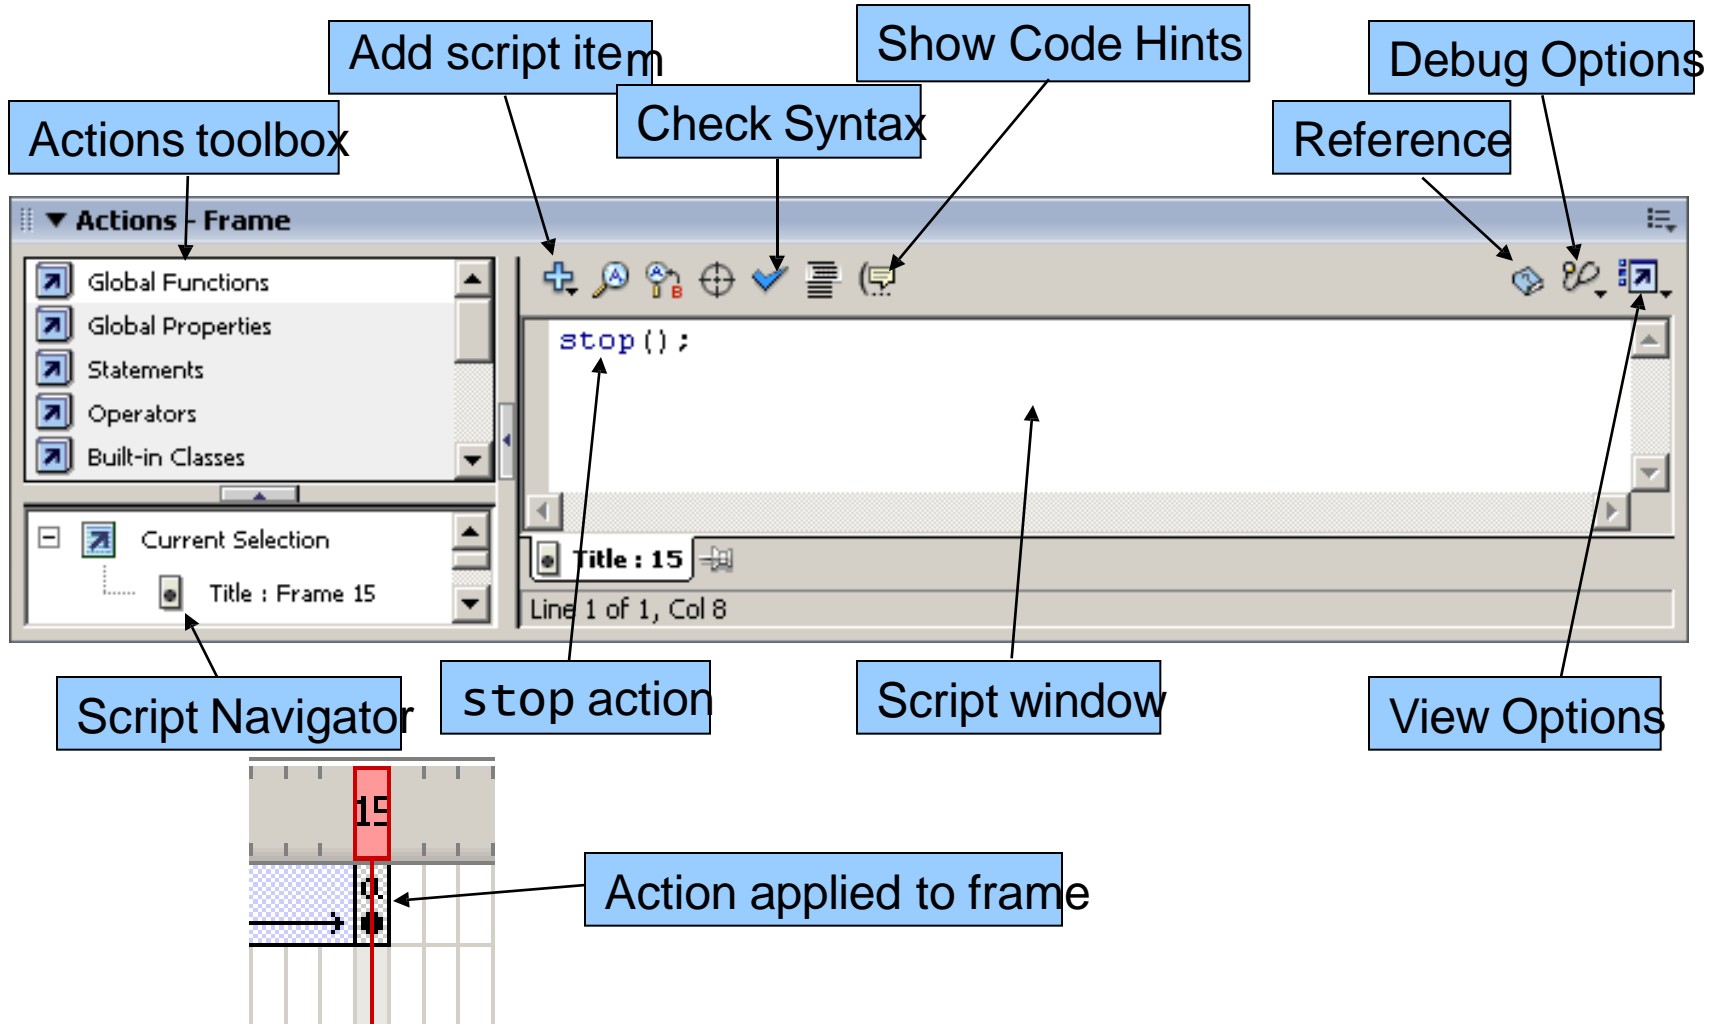 Add script item
Show Code Hints
Debug Options
Check Syntax
Actions toolbox
Reference
Actions - Frame
Global Functions
Global Properties
Statements
Operators
Built-in Classes
stop();
Current Selection
Title : Frame 15
Title : 15
Line 1 of 1, Col 8
Script Navigator
stop action
Script window
View Options
15
a
Action applied to frame